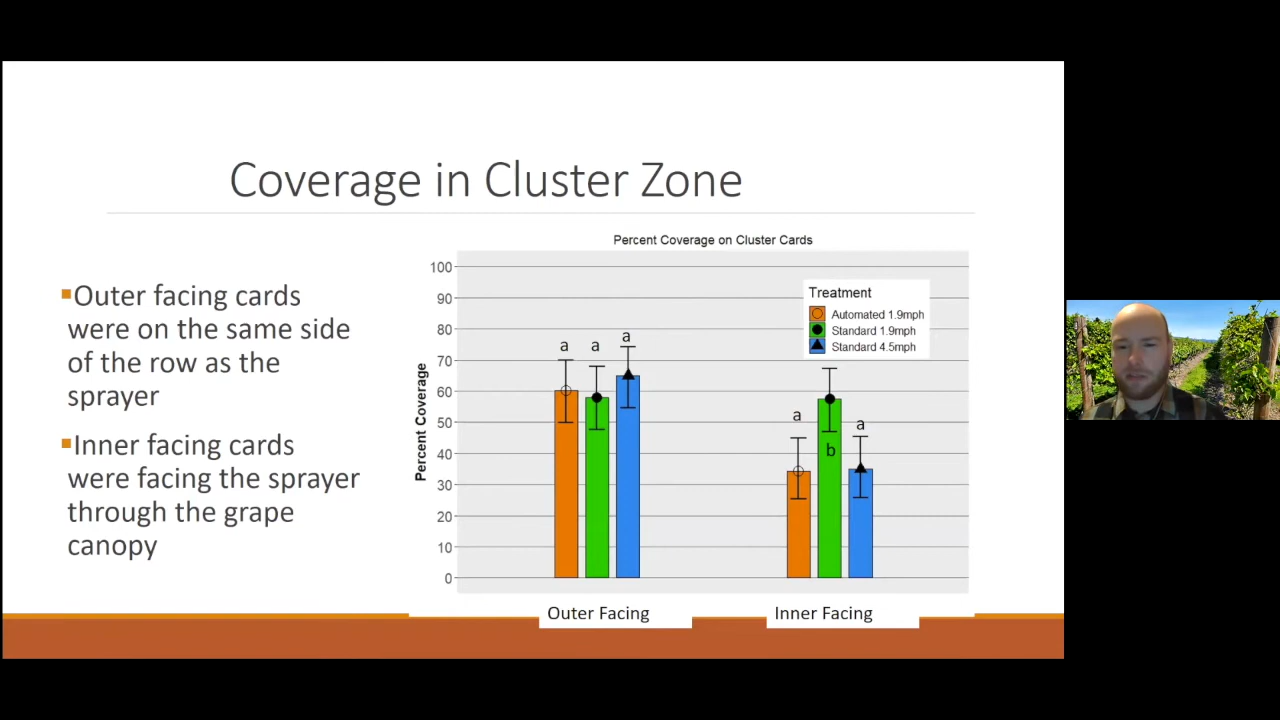 Coverage in Cluster Zone
▪Outer facing cards
were on the same side
of the row as the
sprayer
▪Inner facing cards
were facing the sprayer
through the grape
canopy
Percent Coverage on Cluster Cards
Percent Coverage
100
90
80
70
60
50
40
30
20
10
0
Treatment
Automated 1.9mph
Standard 1.9mph
Standard 4.5mph
a
a
a
a
b
a
Outer Facing
Inner Facing